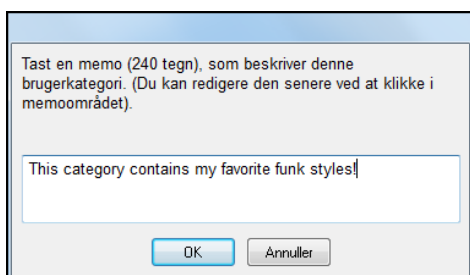 Tast en memo (240 tegn), som beskriver denne
brugerkategori. (Du kan redigere den senere ved at klikke i
memoområdet).
This category contains my favorite funk styles!
OK
Annuller